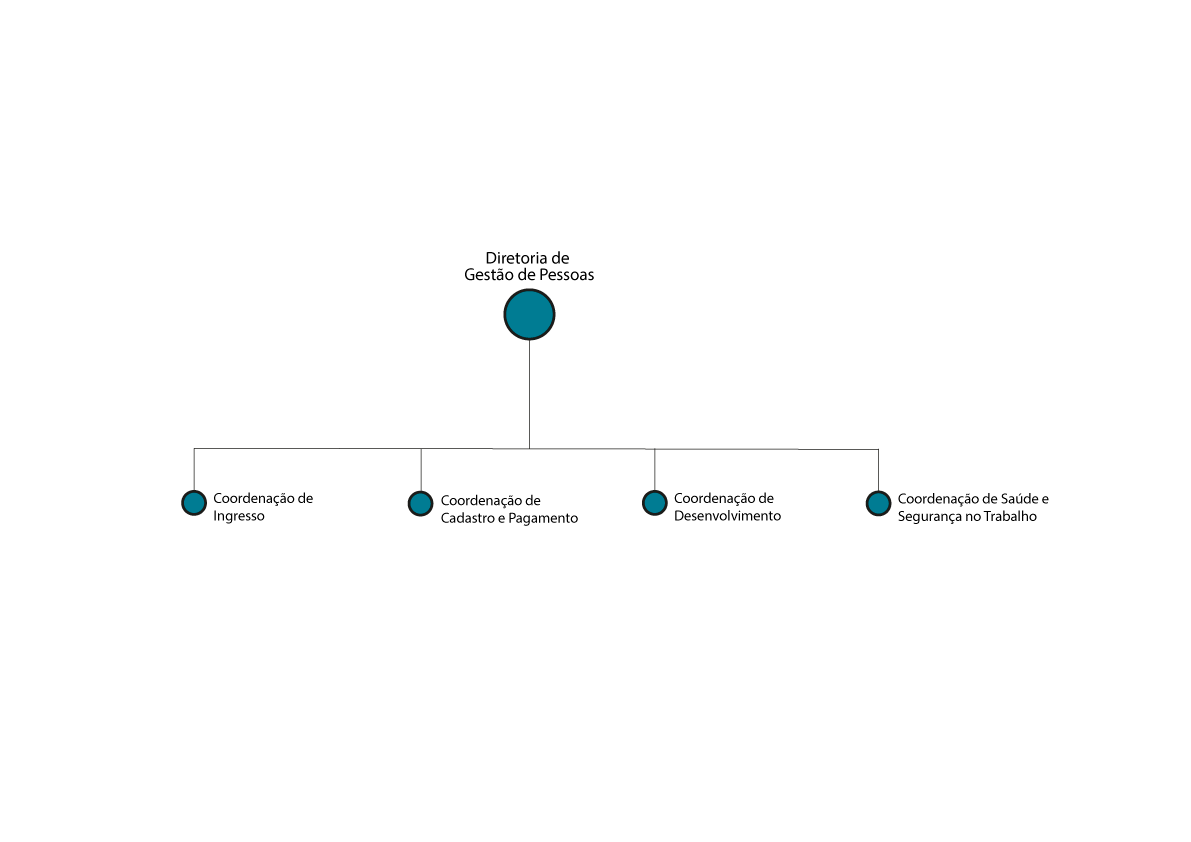 Diretoria de
Gestão de Pessoas
Coordenação de
Ingresso
Coordenação de
Cadastro e Pagamento
Coordenação de
Desenvolvimento
Coordenação de Saúde e
Segurança no Trabalho